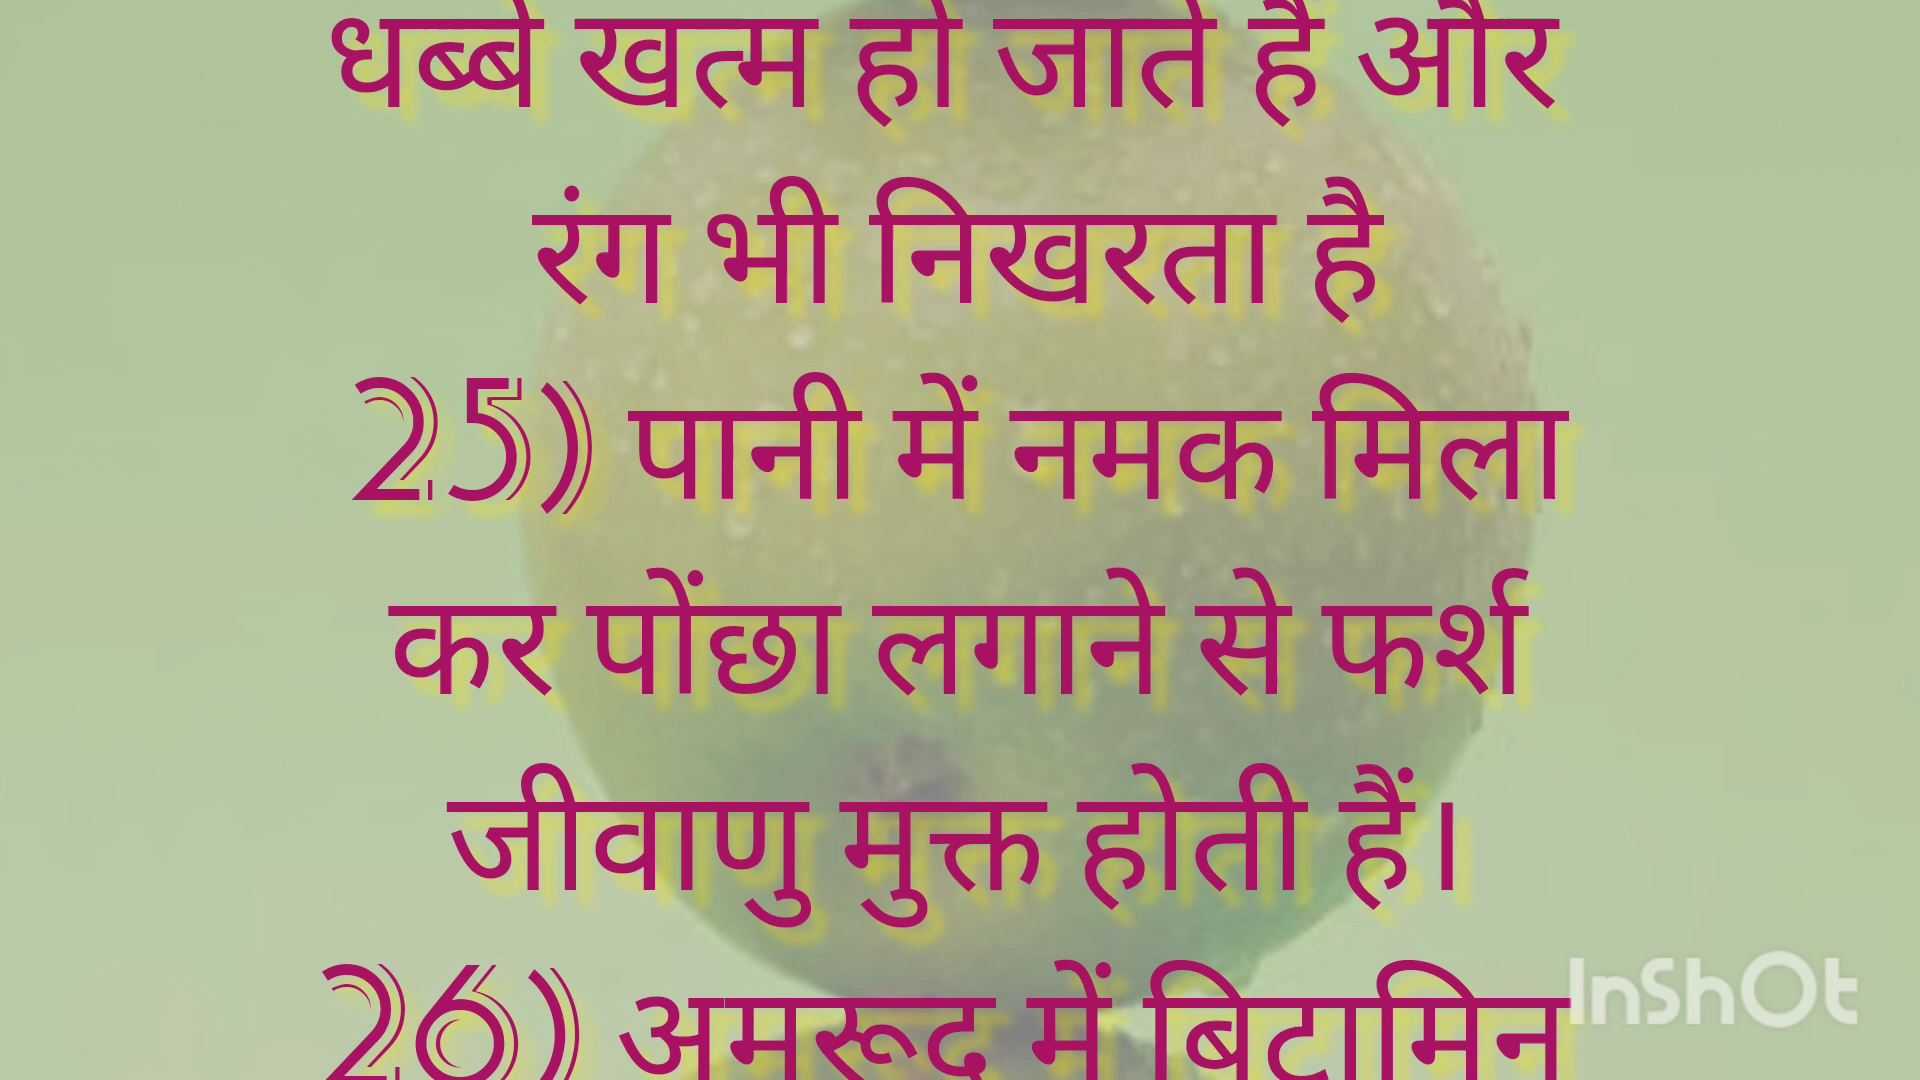 धब्बे खत्म हो जाते हैं और
रंग भी निखरता है
25) पानी में नमक मिला
कर पोंछा लगाने से फर्श
जीवाणु मुक्त होती हैं।
26) अमरूद में बिटामिन
InShOt